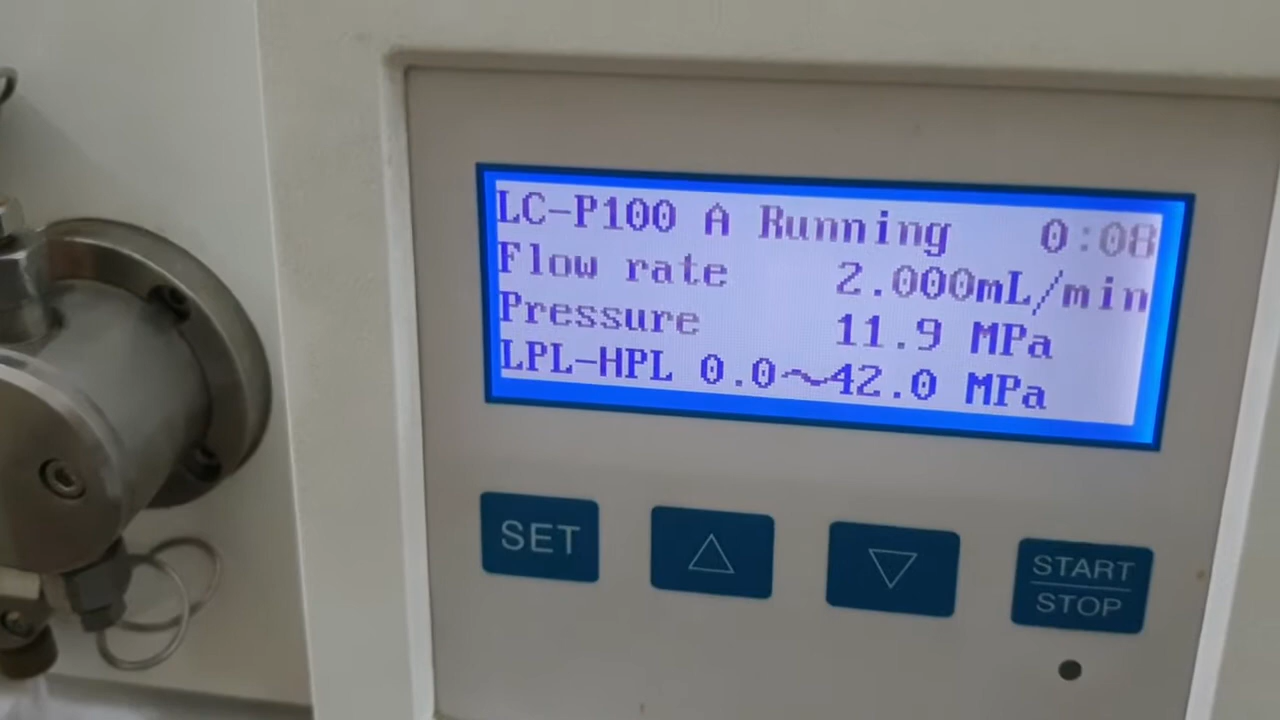 LC-P100 A Running 0:08
Flow rate 2.000mL/min
Pressure 11.9 MPa
LPL-HPL 0.0~42.0 MPa
SET
START
STOP